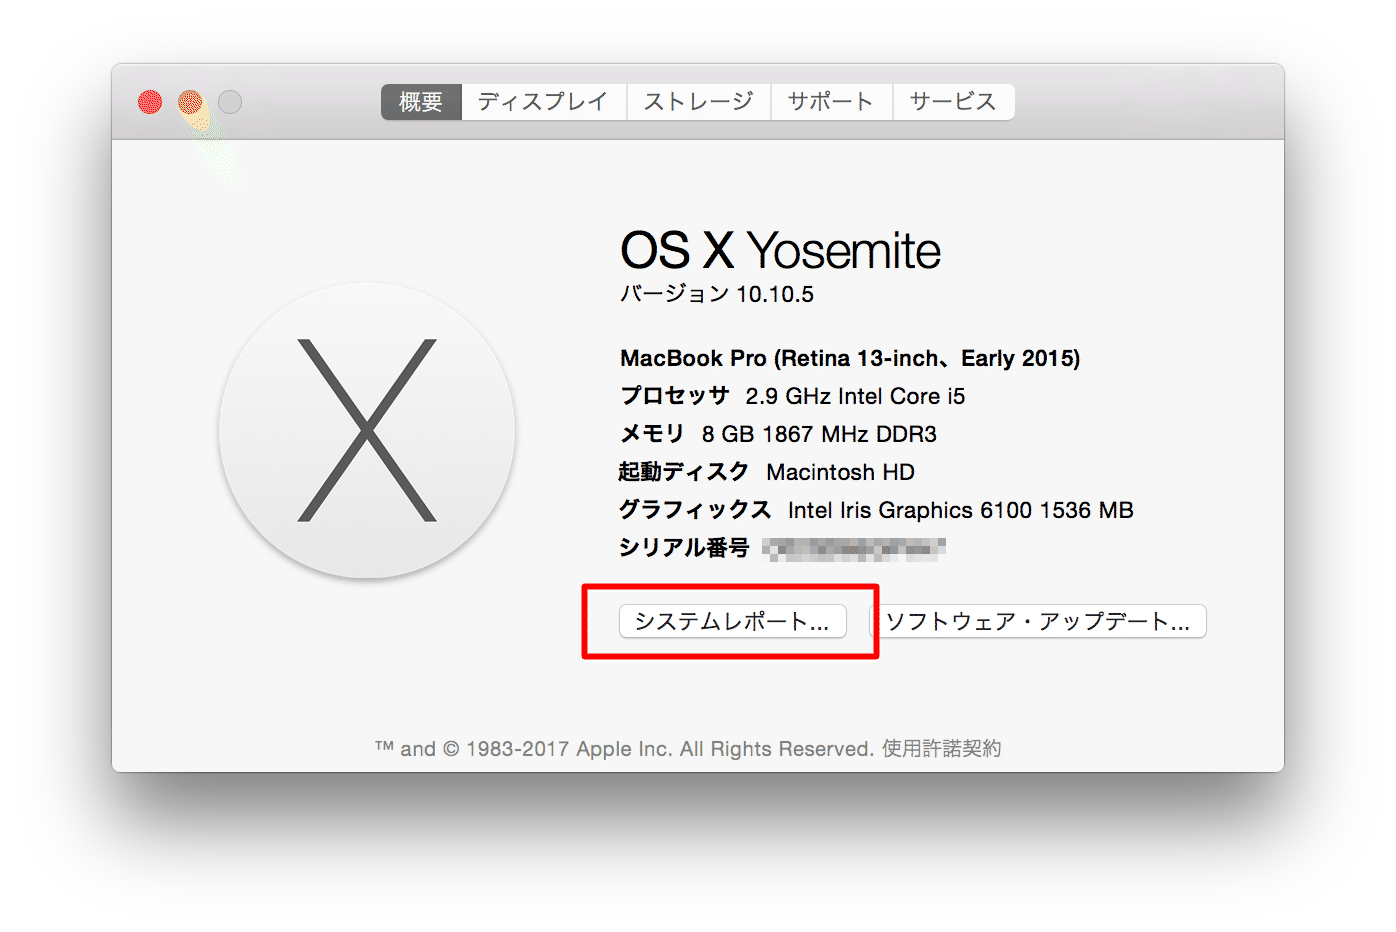 概要 ディスプレイ ストレージ サポート サービス
OS X Yosemite
バージョン 10.10.5
MacBook Pro (Retina 13-inch、Early 2015)
プロセッサ 2.9 GHz Intel Core i5
メモリ 8 GB 1867 MHz DDR3
起動ディスク Macintosh HD
グラフィックス Intel Iris Graphics 6100 1536 MB
シリアル番号
システムレポート... ソフトウェア・アップデート...
™ and © 1983-2017 Apple Inc. All Rights Reserved. 使用許諾契約